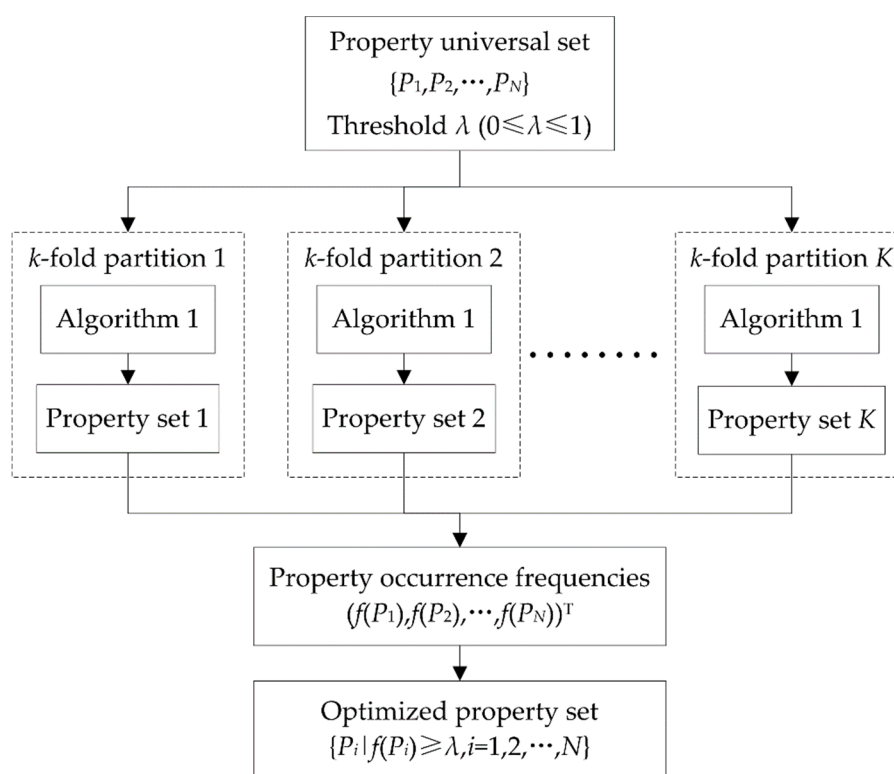 Property universal set
{P1,P2,⋯,PN}
Threshold λ (0≤λ≤1)
k-fold partition 1
Algorithm 1
Property set 1
k-fold partition 2
Algorithm 1
Property set 2
k-fold partition K
Algorithm 1
Property set K
Property occurrence frequencies
(f(P1),f(P2),⋯,f(PN))T
Optimized property set
{Pi|f(Pi)≥λ,i=1,2,⋯,N}